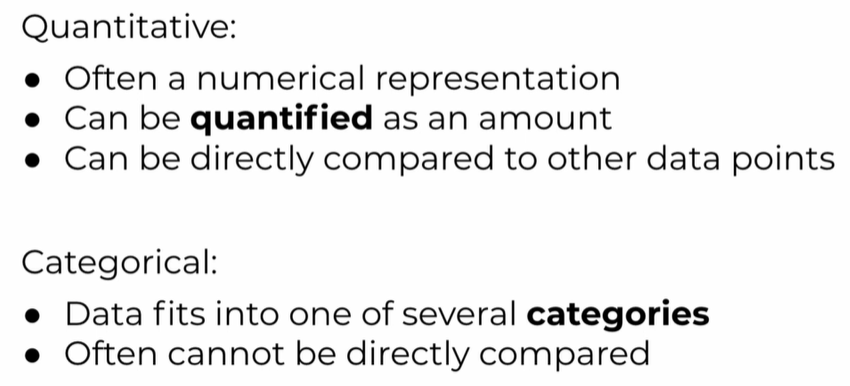 Quantitative:
● Often a numerical representation
● Can be quantified as an amount
● Can be directly compared to other data points
Categorical:
● Data fits into one of several categories
● Often cannot be directly compared